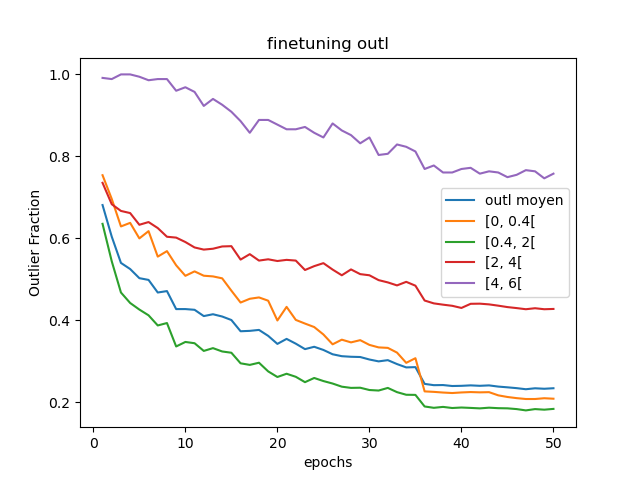 finetuning outl
Outlier Fraction
1.0
0.8
0.6
0.4
0.2
outl moyen
[0, 0.4[
[0.4, 2[
[2, 4[
[4, 6[
0 10 20 30 40 50
epochs